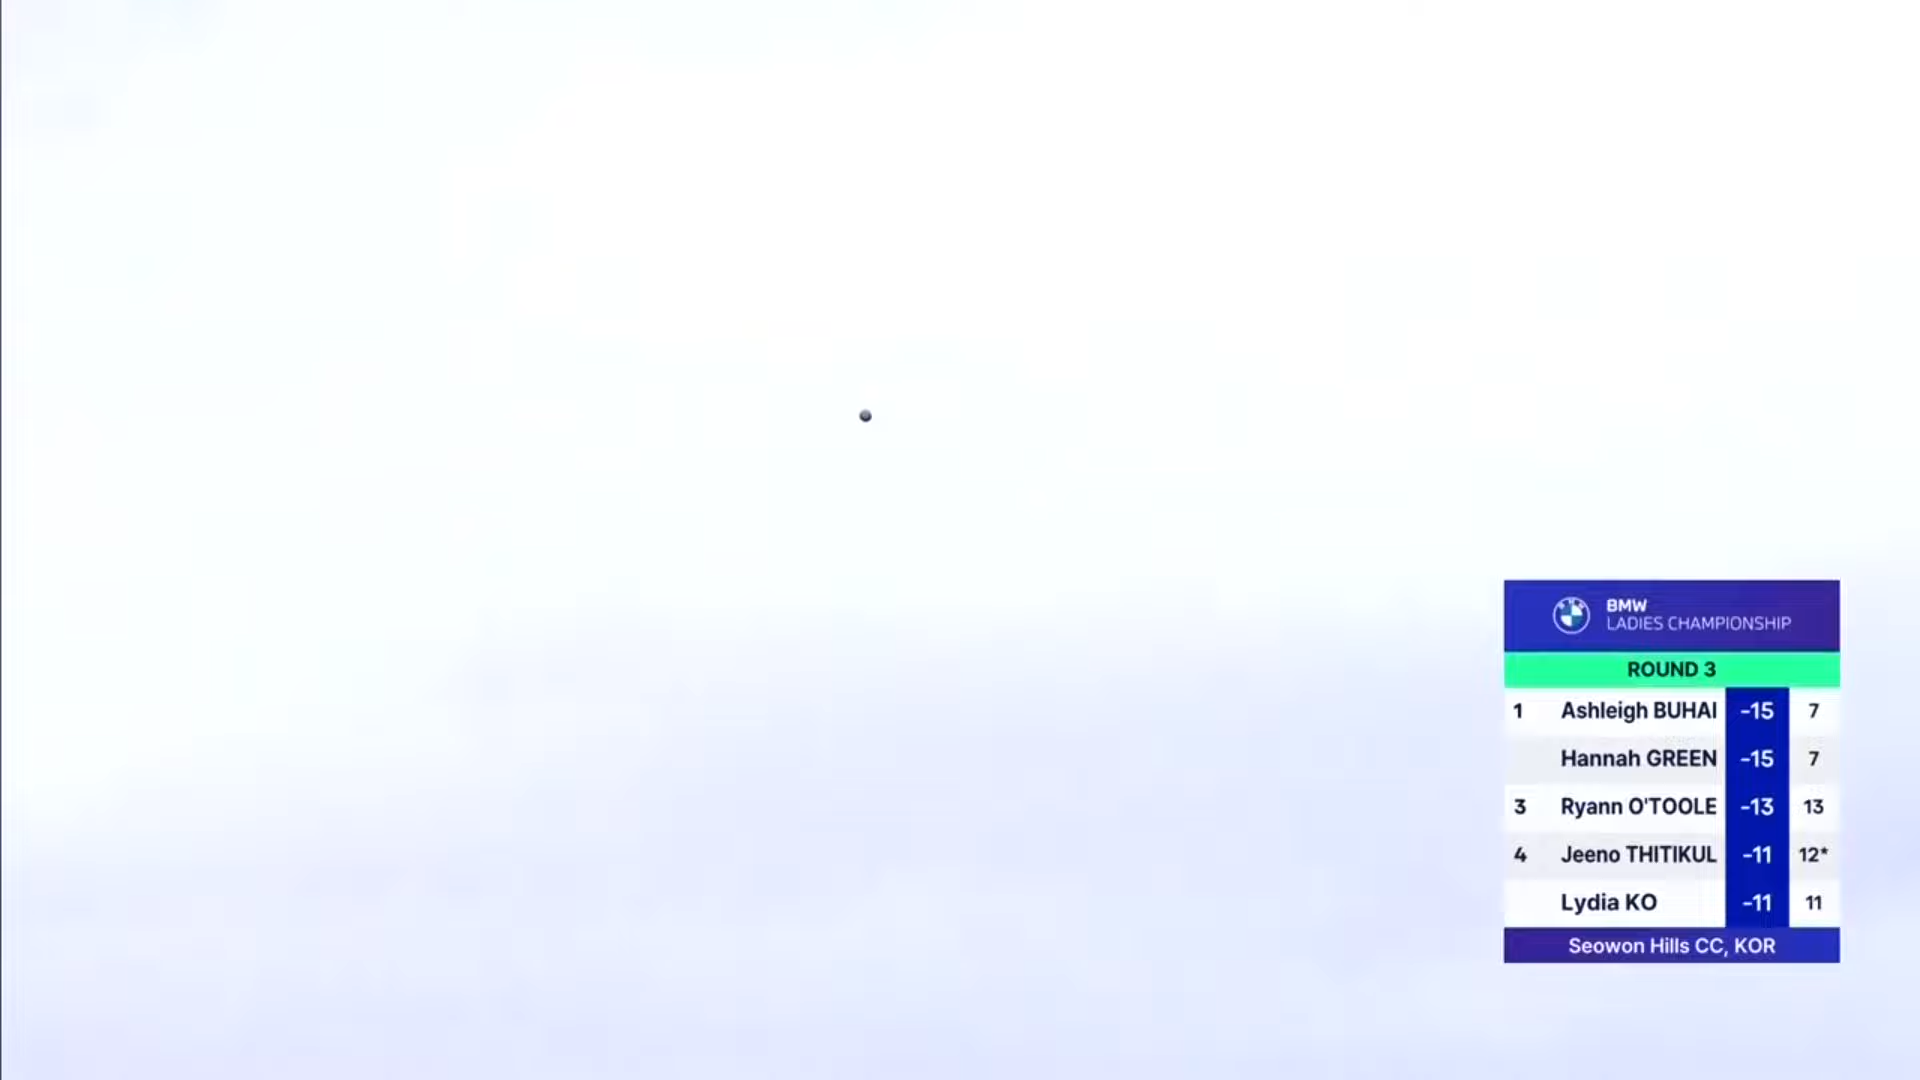 BMW
LADIES CHAMPIONSHIP
ROUND 3
1 Ashleigh BUHAI -15 7
Hannah GREEN -15 7
3 Ryann O'TOOLE -13 13
4 Jeeno THITIKUL -11 12*
Lydia KO -11 11
Seowon Hills CC, KOR